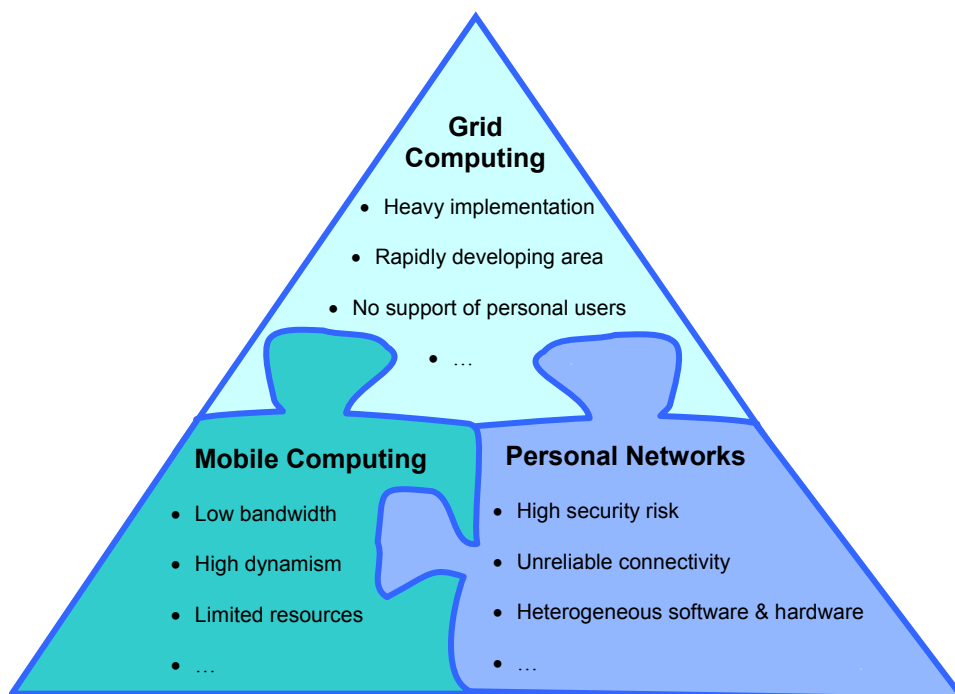 Grid
Computing
• Heavy implementation
• Rapidly developing area
• No support of personal users
• …
Mobile Computing
• Low bandwidth
• High dynamism
• Limited resources
• …
Personal Networks
• High security risk
• Unreliable connectivity
• Heterogeneous software & hardware
• …